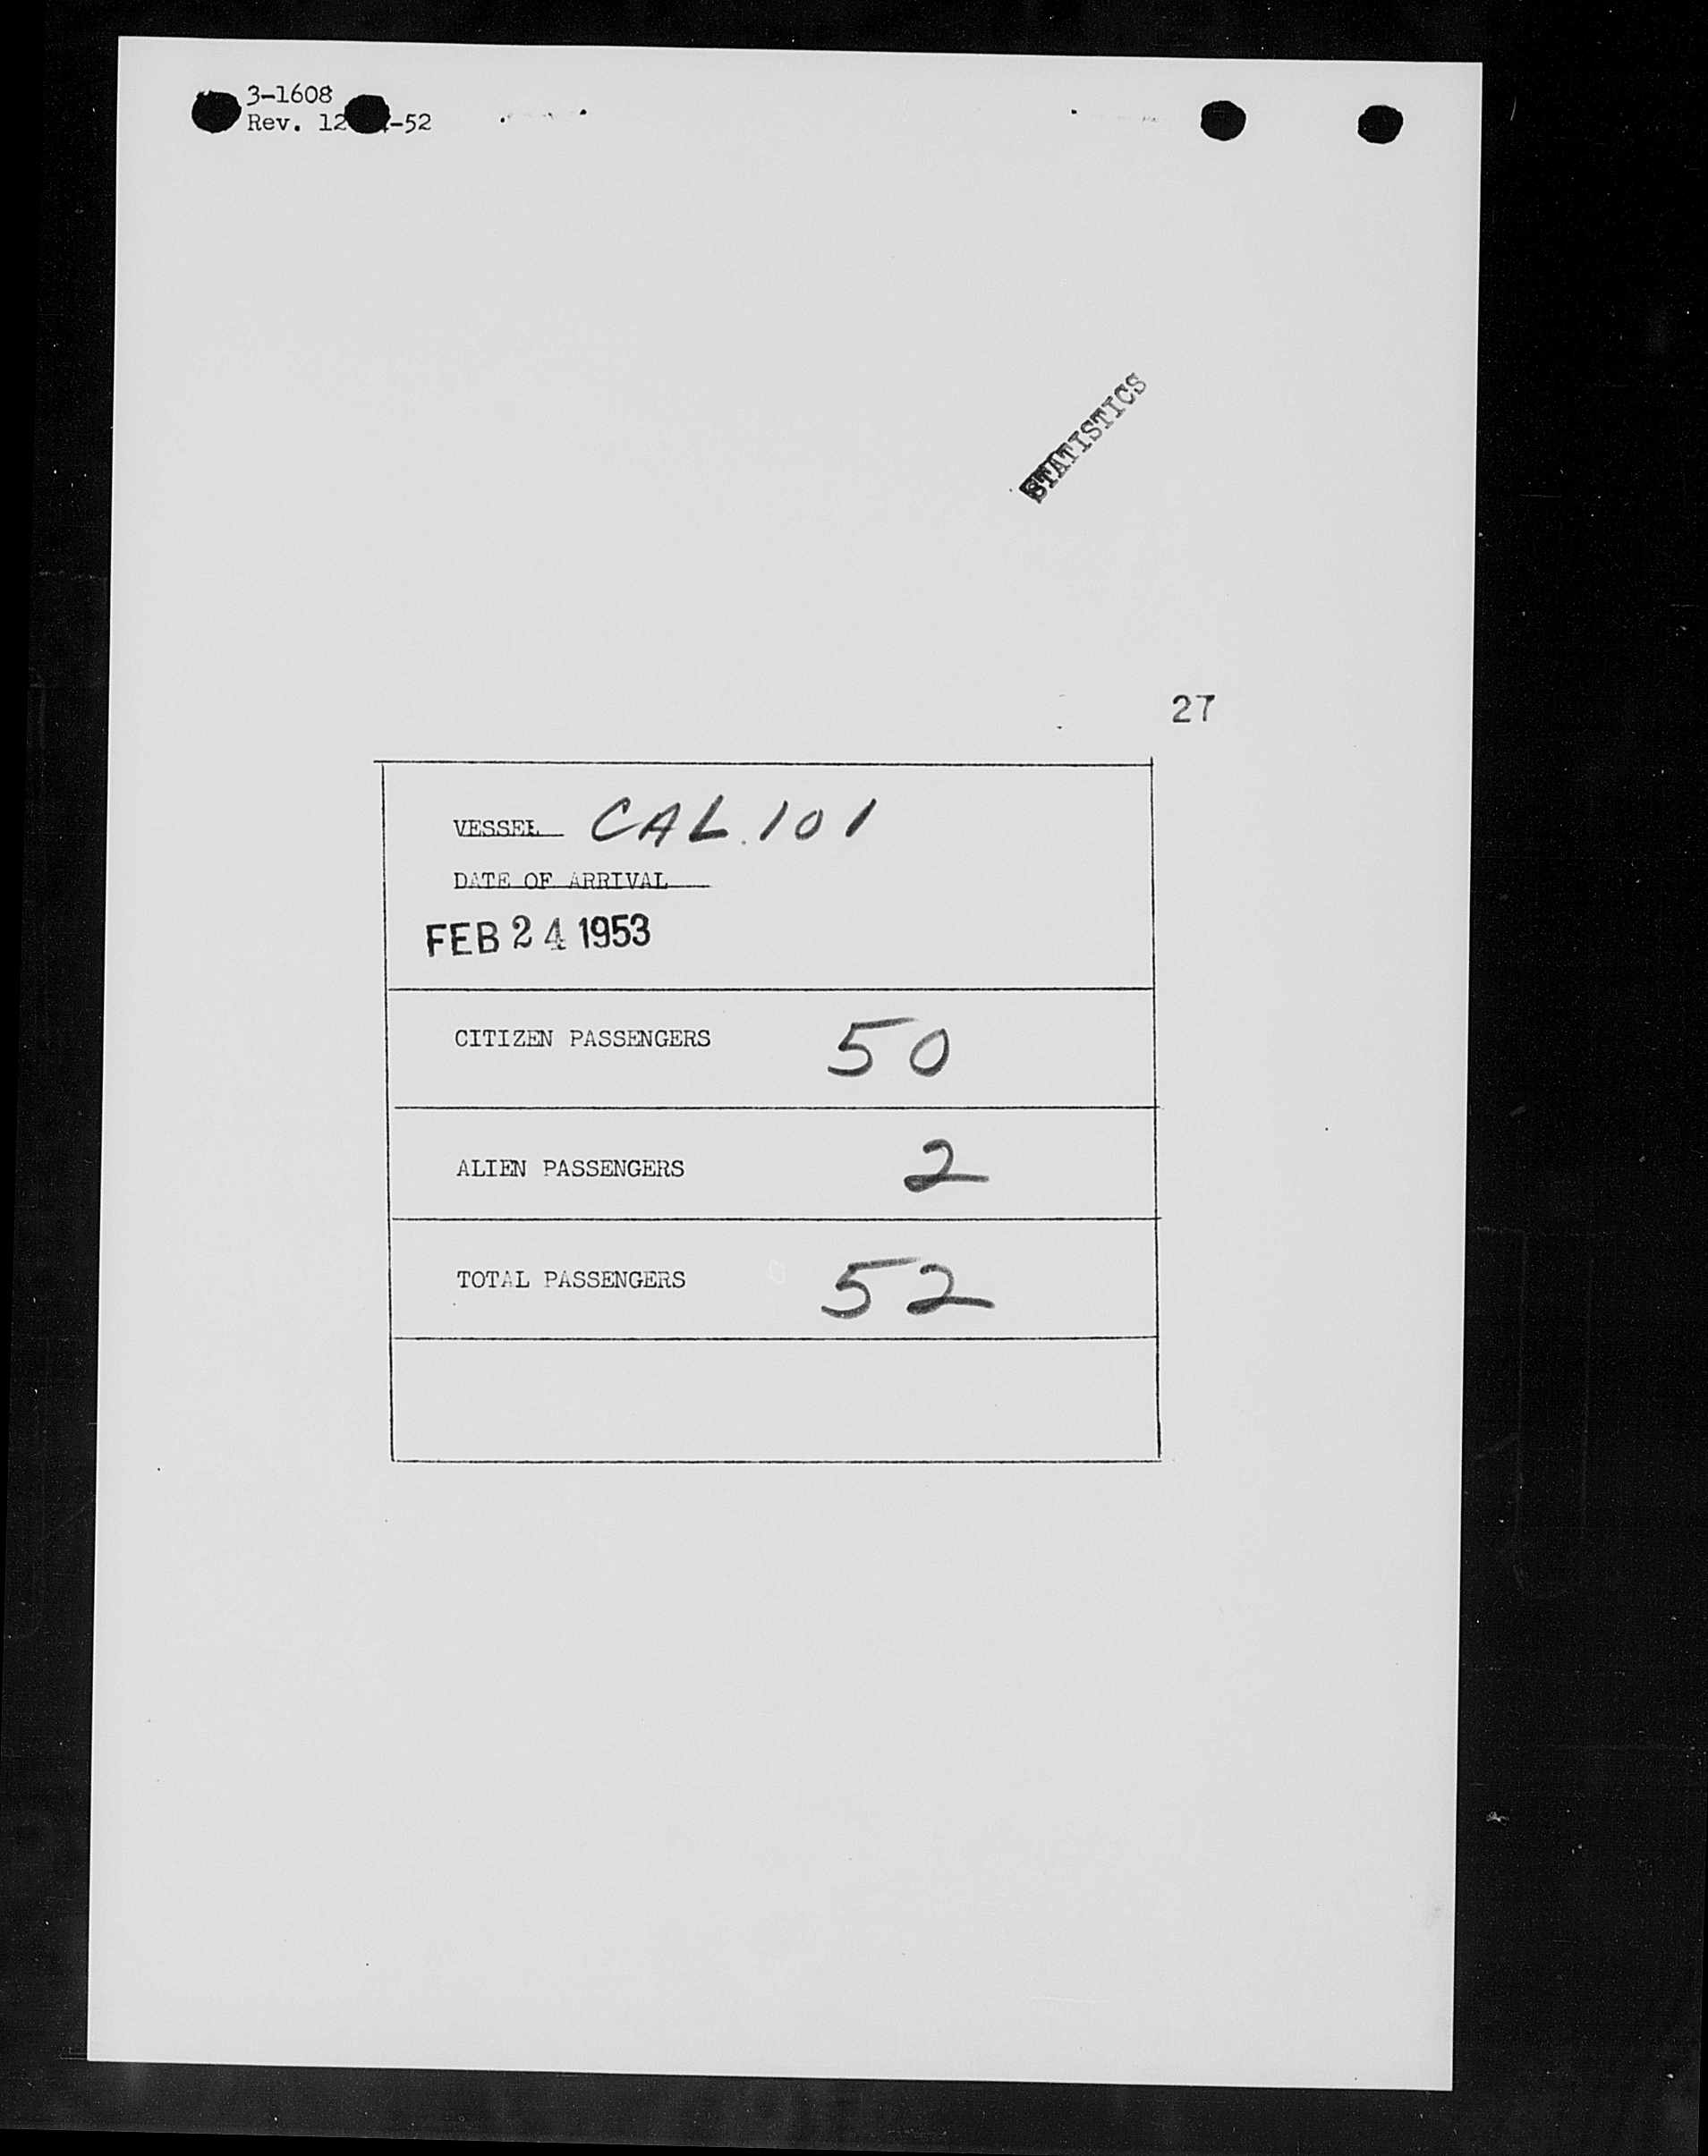 3-1608
Rev. 12 -52
STATISTICS
27
VESSEL CAL. 101
DATE OF ARRIVAL
FEB 24 1953
CITIZEN PASSENGERS 50
ALIEN PASSENGERS 2
TOTAL PASSENGERS 52